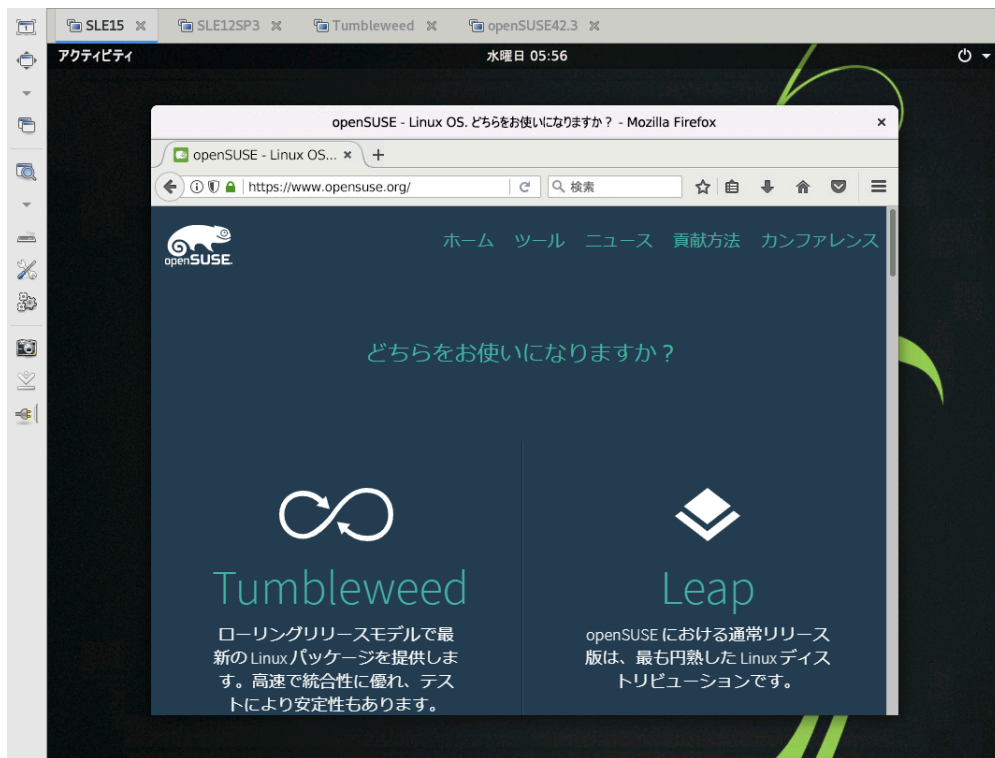 SLE15 SLE12SP3 Tumbleweed openSUSE42.3
アクティビティ 水曜日 05:56
openSUSE - Linux OS. どちらをお使いになりますか？ - Mozilla Firefox
openSUSE - Linux OS...
https://www.opensuse.org/ 検索
openSUSE
ホーム ツール ニュース 貢献方法 カンファレンス
どちらをお使いになりますか？
Tumbleweed
ローリングリリースモデルで最
新の Linux パッケージを提供しま
す。高速で統合性に優れ、テス
トにより安定性もあります。
Leap
openSUSE における通常リリース
版は、最も円熟した Linux ディス
トリビューションです。